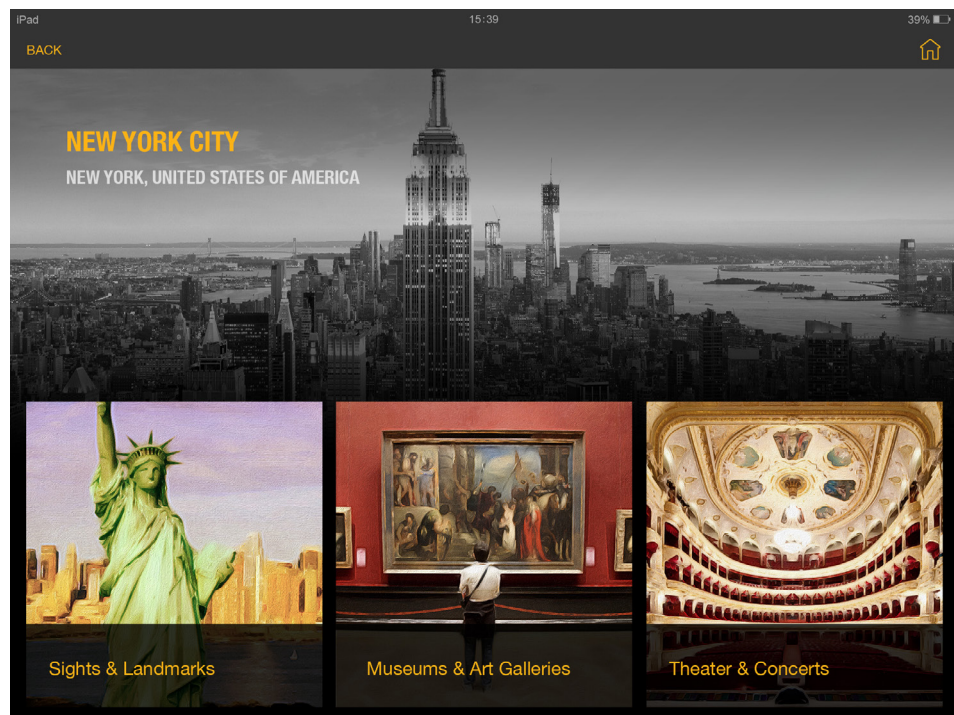 iPad 15:39 39%
BACK
NEW YORK CITY
NEW YORK, UNITED STATES OF AMERICA
Sights & Landmarks Museums & Art Galleries Theater & Concerts